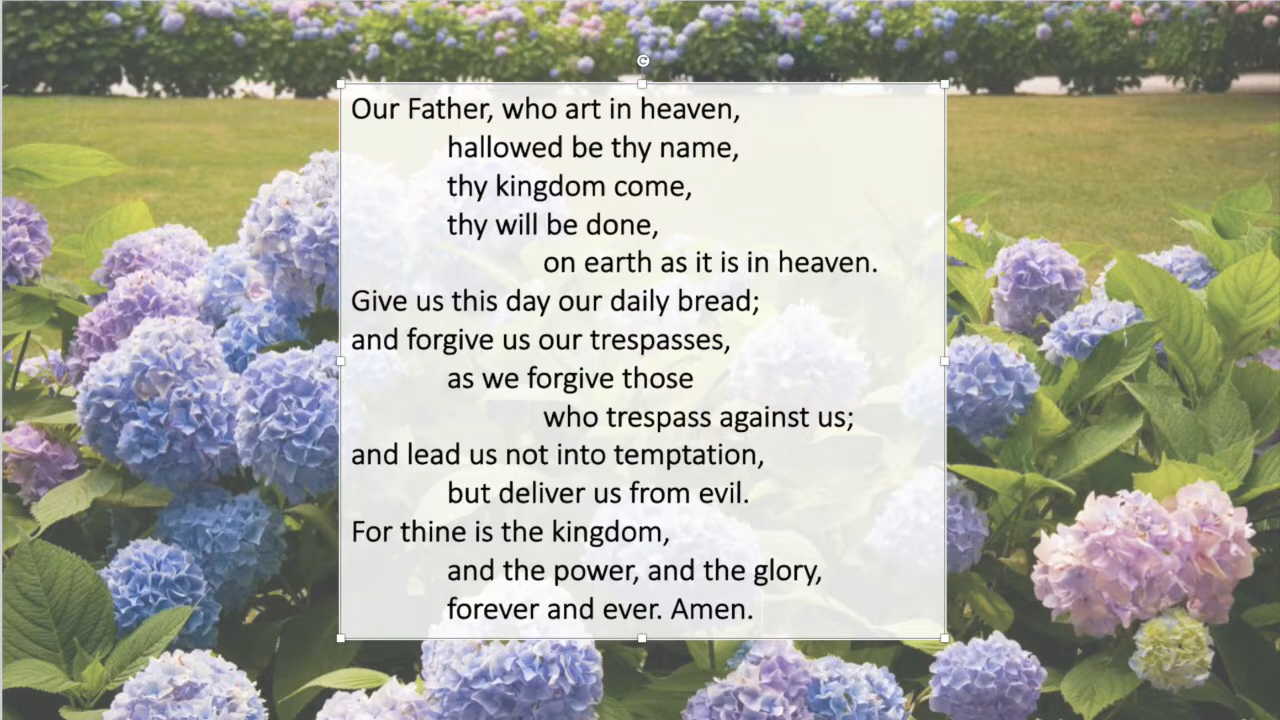 Our Father, who art in heaven,
hallowed be thy name,
thy kingdom come,
thy will be done,
on earth as it is in heaven.
Give us this day our daily bread;
and forgive us our trespasses,
as we forgive those
who trespass against us;
and lead us not into temptation,
but deliver us from evil.
For thine is the kingdom,
and the power, and the glory,
forever and ever. Amen.